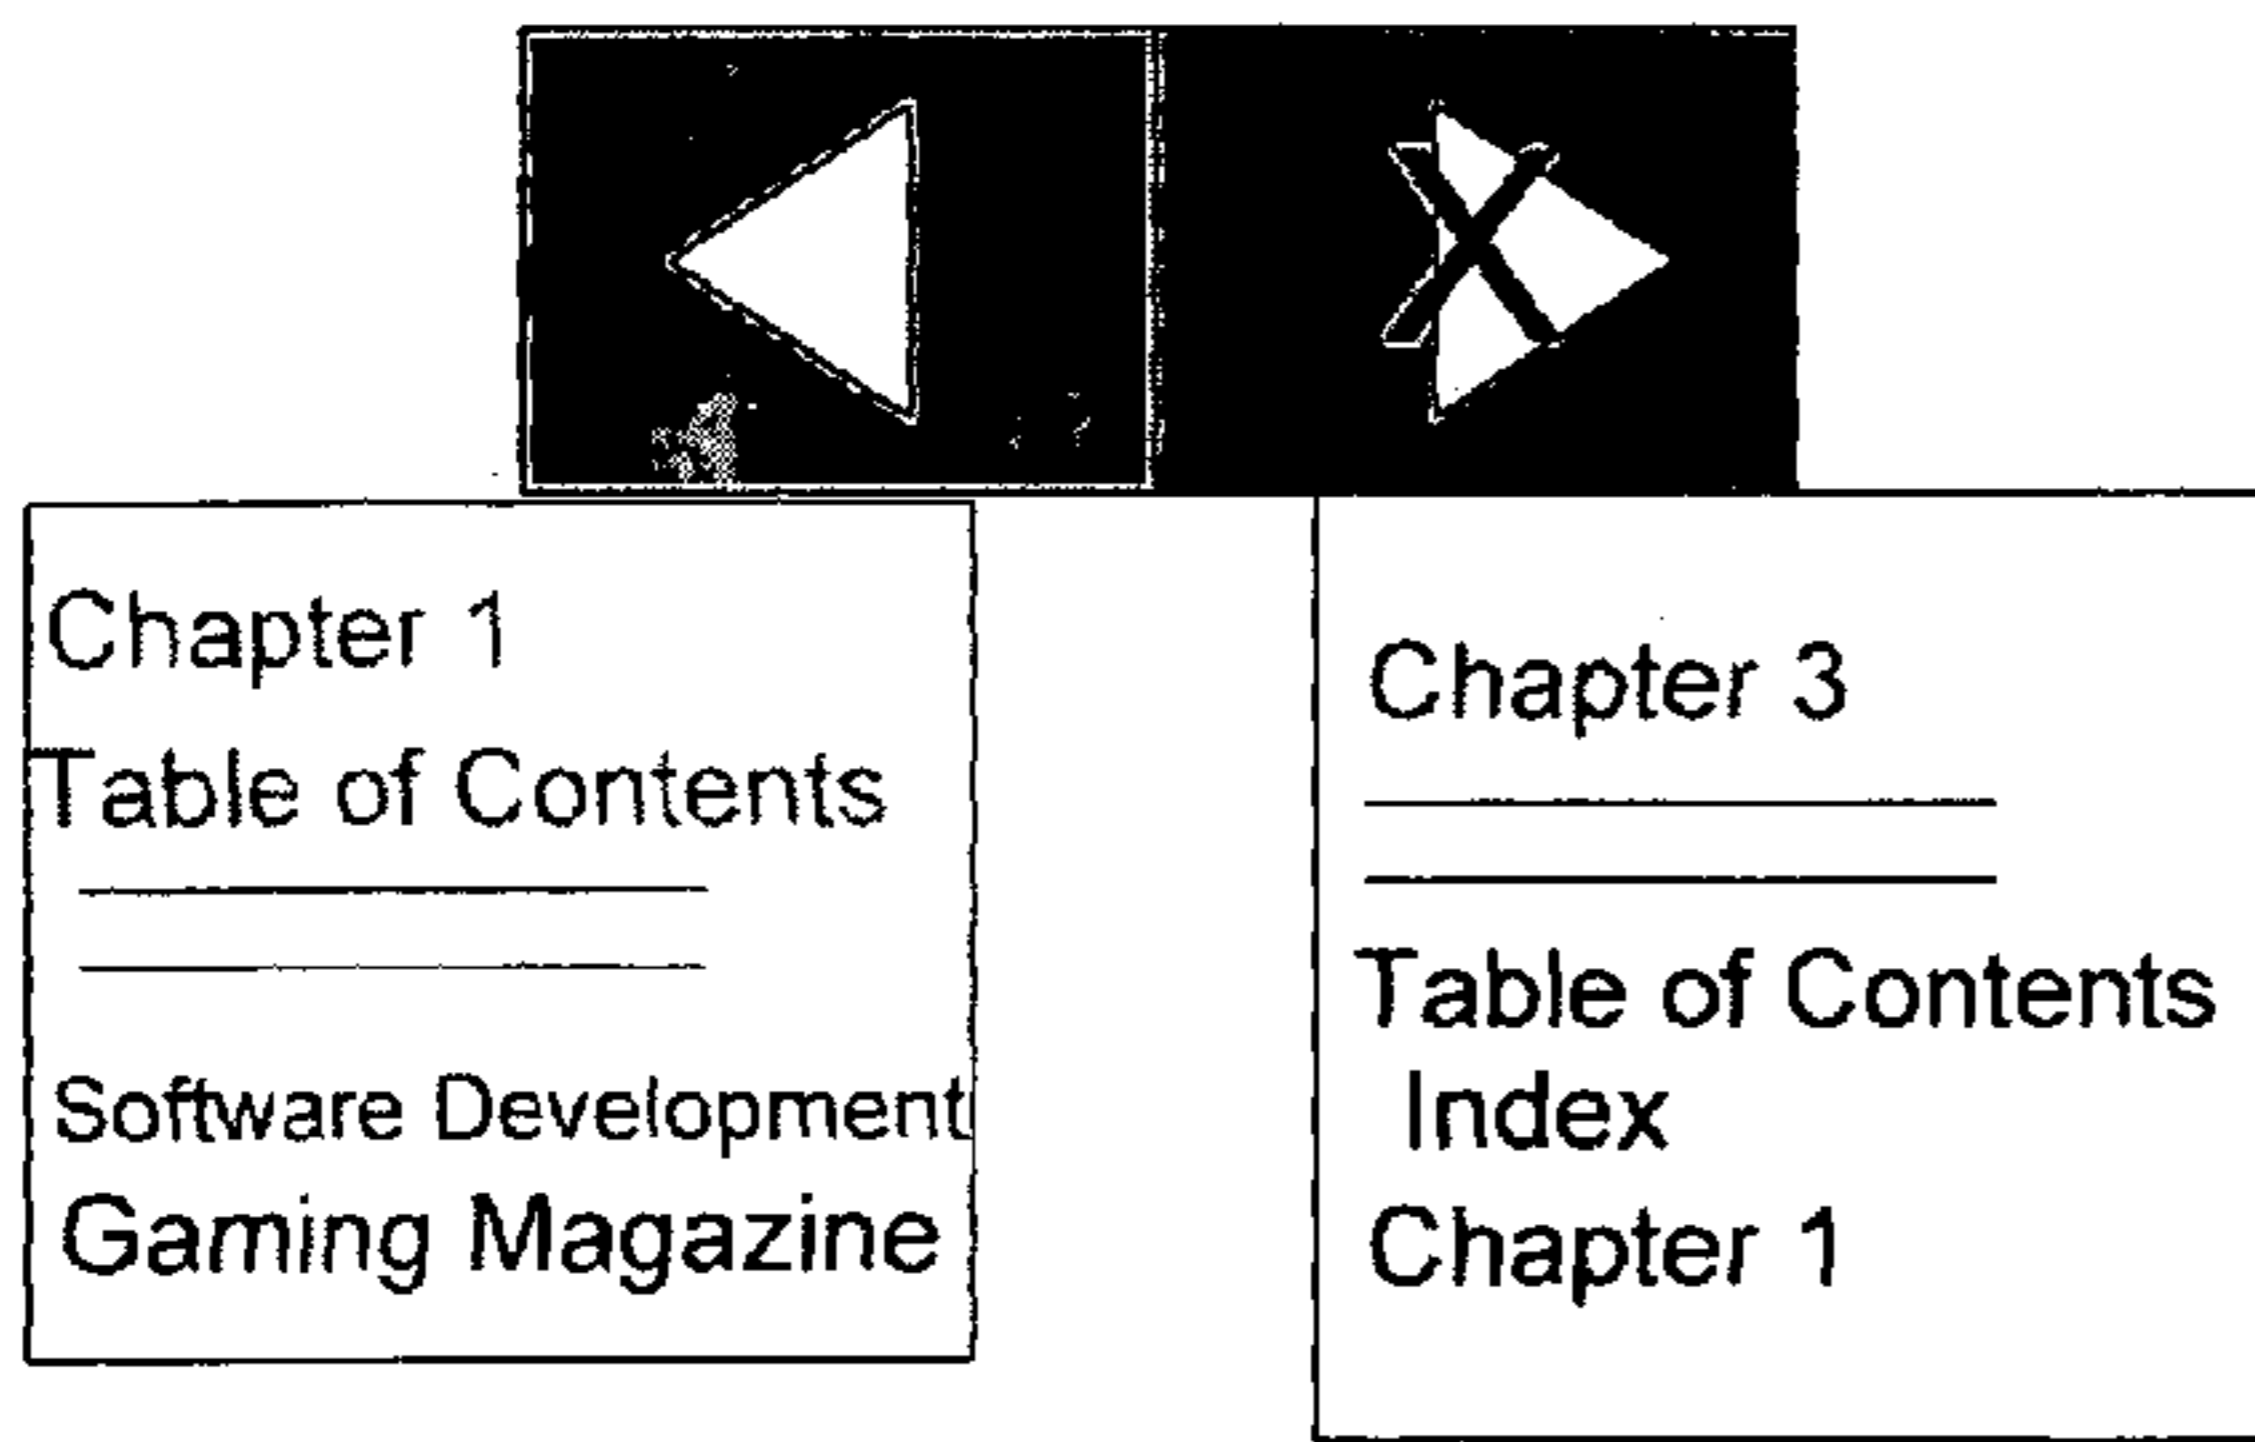 Chapter 1
Table of Contents
Software Development
Gaming Magazine
Chapter 3
Table of Contents
Index
Chapter 1